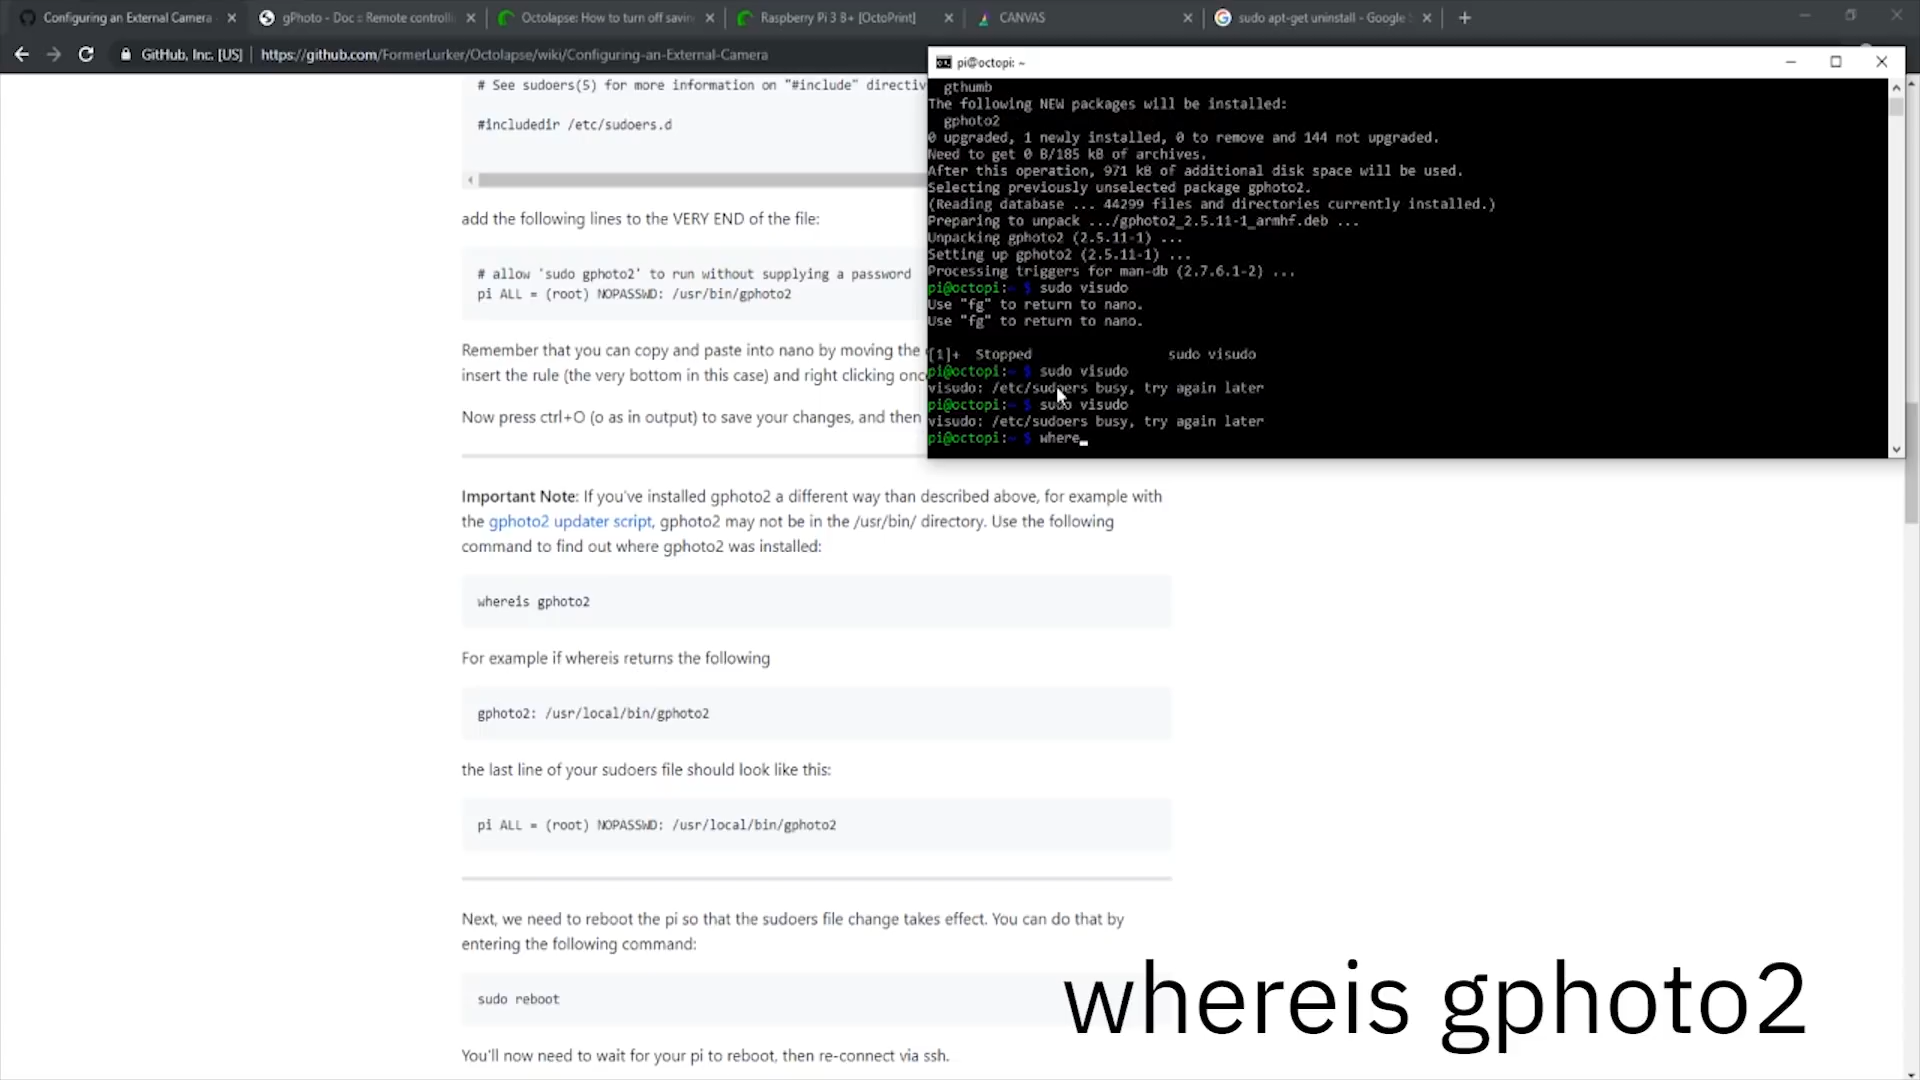 Configuring an External Camera
gPhoto - Doc :: Remote controlli
Octolapse: How to turn off savin
Raspberry Pi 3 B+ [OctoPrint]
CANVAS
sudo apt-get uninstall - Google
GitHub, Inc. [US] https://github.com/FormerLurker/Octolapse/wiki/Configuring-an-External-Camera
# See sudoers(5) for more information on "#include" directiv
#includedir /etc/sudoers.d
add the following lines to the VERY END of the file:
# allow 'sudo gphoto2' to run without supplying a password
pi ALL = (root) NOPASSWD: /usr/bin/gphoto2
Remember that you can copy and paste into nano by moving the
insert the rule (the very bottom in this case) and right clicking onc
Now press ctrl+O (o as in output) to save your changes, and then
Important Note: If you've installed gphoto2 a different way than described above, for example with
the gphoto2 updater script, gphoto2 may not be in the /usr/bin/ directory. Use the following
command to find out where gphoto2 was installed:
whereis gphoto2
For example if whereis returns the following
gphoto2: /usr/local/bin/gphoto2
the last line of your sudoers file should look like this:
pi ALL = (root) NOPASSWD: /usr/local/bin/gphoto2
Next, we need to reboot the pi so that the sudoers file change takes effect. You can do that by
entering the following command:
sudo reboot
You'll now need to wait for your pi to reboot, then re-connect via ssh.
pi@octopi: ~
gthumb
The following NEW packages will be installed:
gphoto2
0 upgraded, 1 newly installed, 0 to remove and 144 not upgraded.
Need to get 0 B/185 kB of archives.
After this operation, 971 kB of additional disk space will be used.
Selecting previously unselected package gphoto2.
(Reading database ... 44299 files and directories currently installed.)
Preparing to unpack .../gphoto2_2.5.11-1_armhf.deb ...
Unpacking gphoto2 (2.5.11-1) ...
Setting up gphoto2 (2.5.11-1) ...
Processing triggers for man-db (2.7.6.1-2) ...
pi@octopi:~ $ sudo visudo
Use "fg" to return to nano.
Use "fg" to return to nano.
[1]+ Stopped sudo visudo
pi@octopi:~ $ sudo visudo
visudo: /etc/sudoers busy, try again later
pi@octopi:~ $ sudo visudo
visudo: /etc/sudoers busy, try again later
pi@octopi:~ $ where
whereis gphoto2